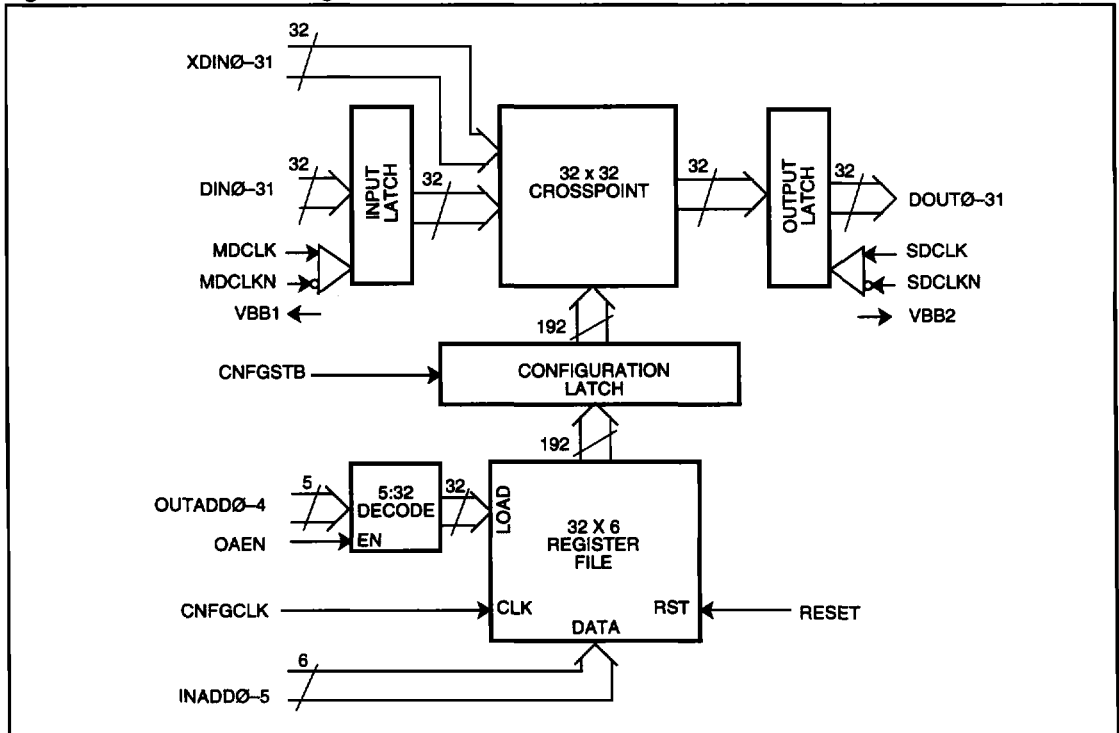 32
XDINØ–31
32
DINØ–31
INPUT LATCH
32
32 x 32
CROSSPOINT
32
OUTPUT LATCH
32
DOUTØ–31
MDCLK
MDCLKN
VBB1
SDCLK
SDCLKN
VBB2
192
CNFGSTB
CONFIGURATION
LATCH
192
OUTADDØ–4
5
5:32
DECODE
EN
OAEN
32
LOAD
32 X 6
REGISTER
FILE
CNFGCLK
CLK
RST
RESET
DATA
6
INADDØ–5